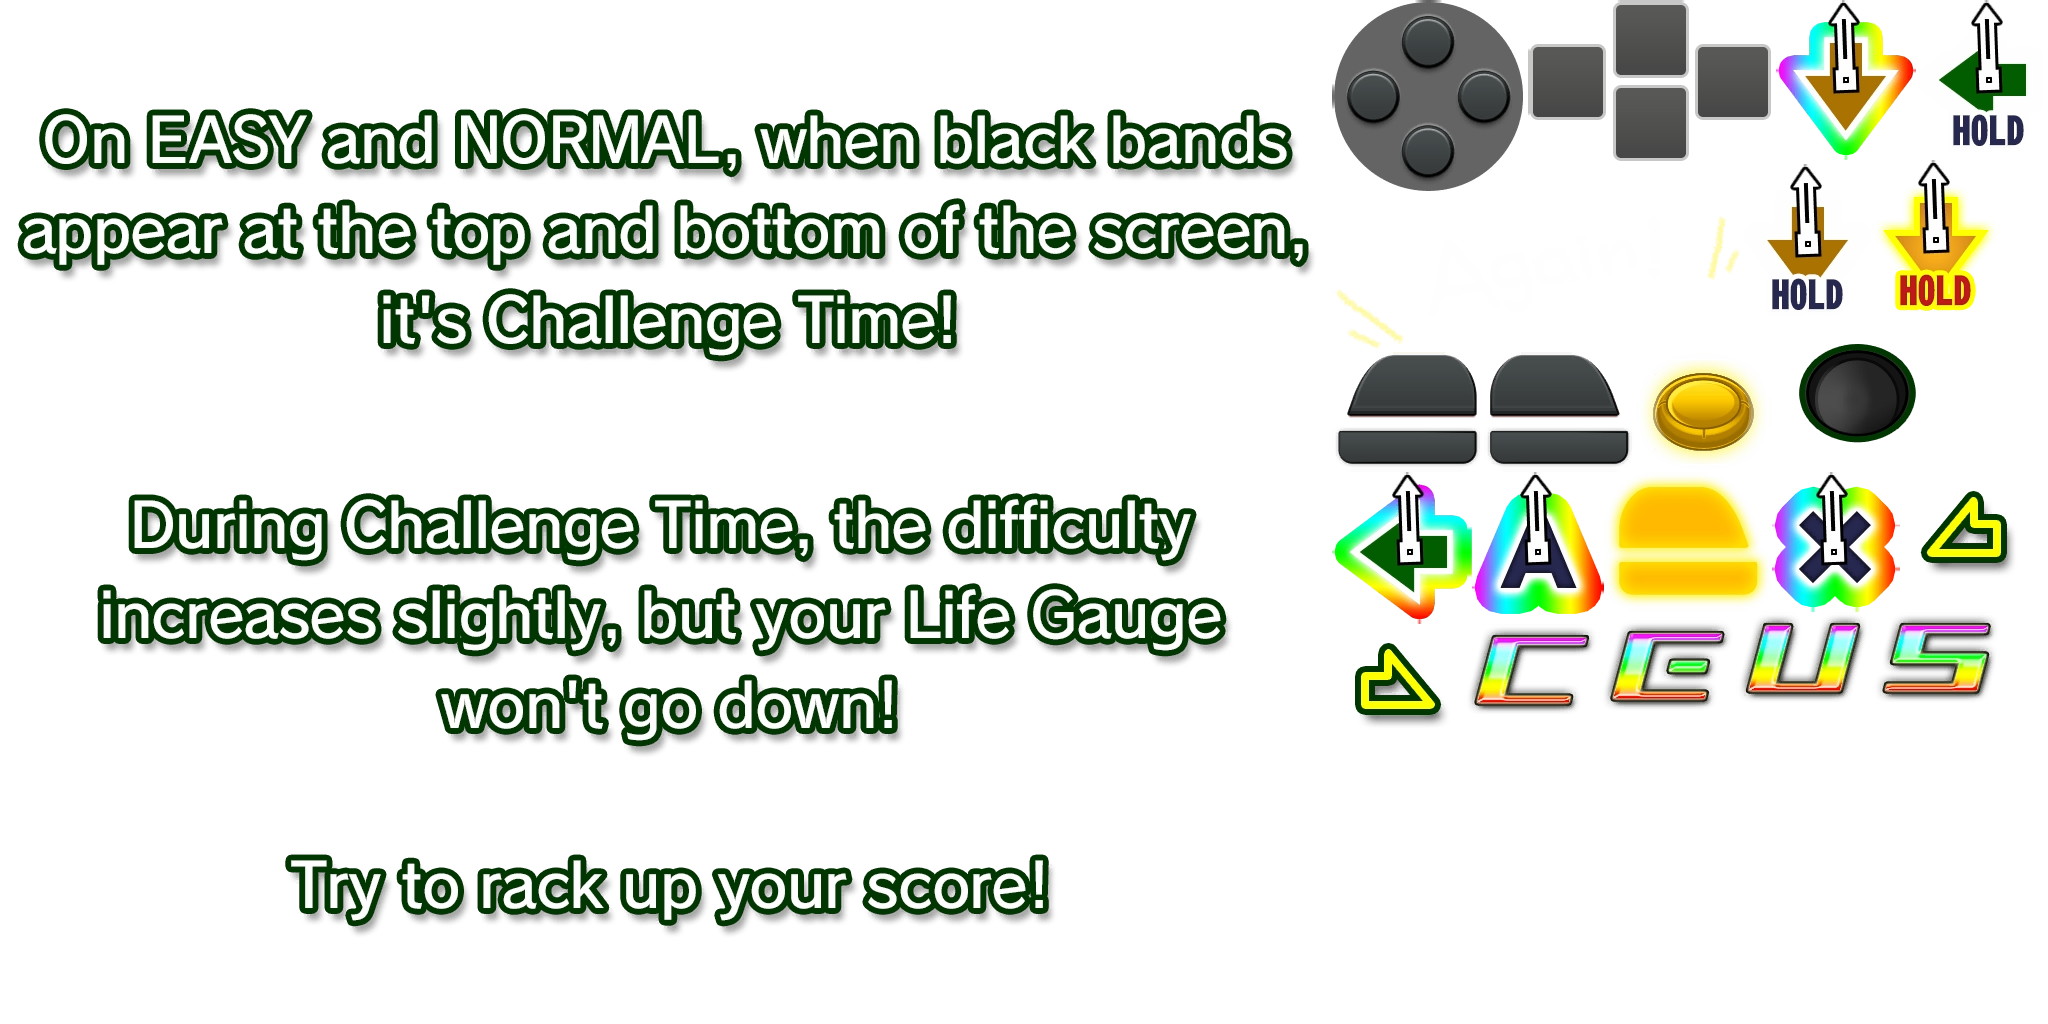 On EASY and NORMAL, when black bands
appear at the top and bottom of the screen,
it's Challenge Time!
During Challenge Time, the difficulty
increases slightly, but your Life Gauge
won't go down!
Try to rack up your score!
HOLD
HOLD
HOLD
A
C E U S